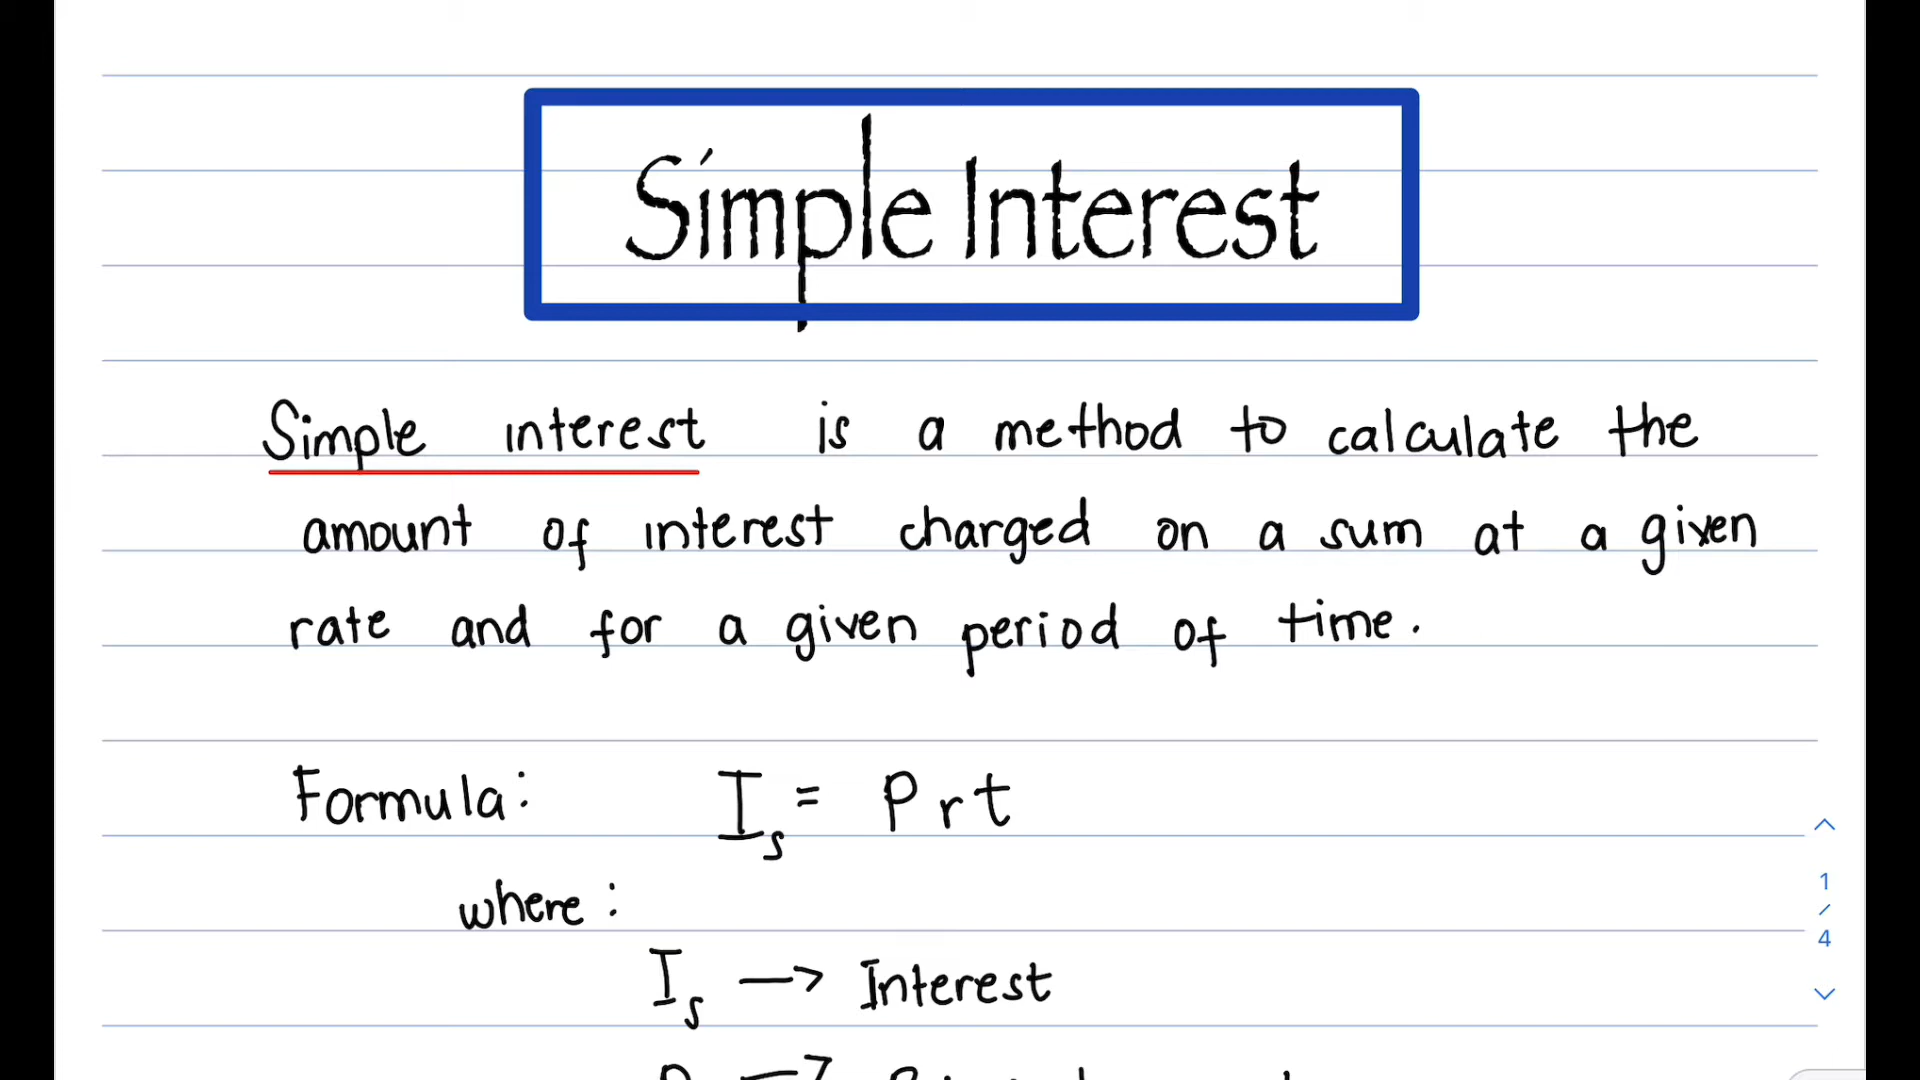 Simple Interest
Simple interest is a method to calculate the
amount of interest charged on a sum at a given
rate and for a given period of time.
Formula: Is = Prt
where:
Is → Interest
1
/
4